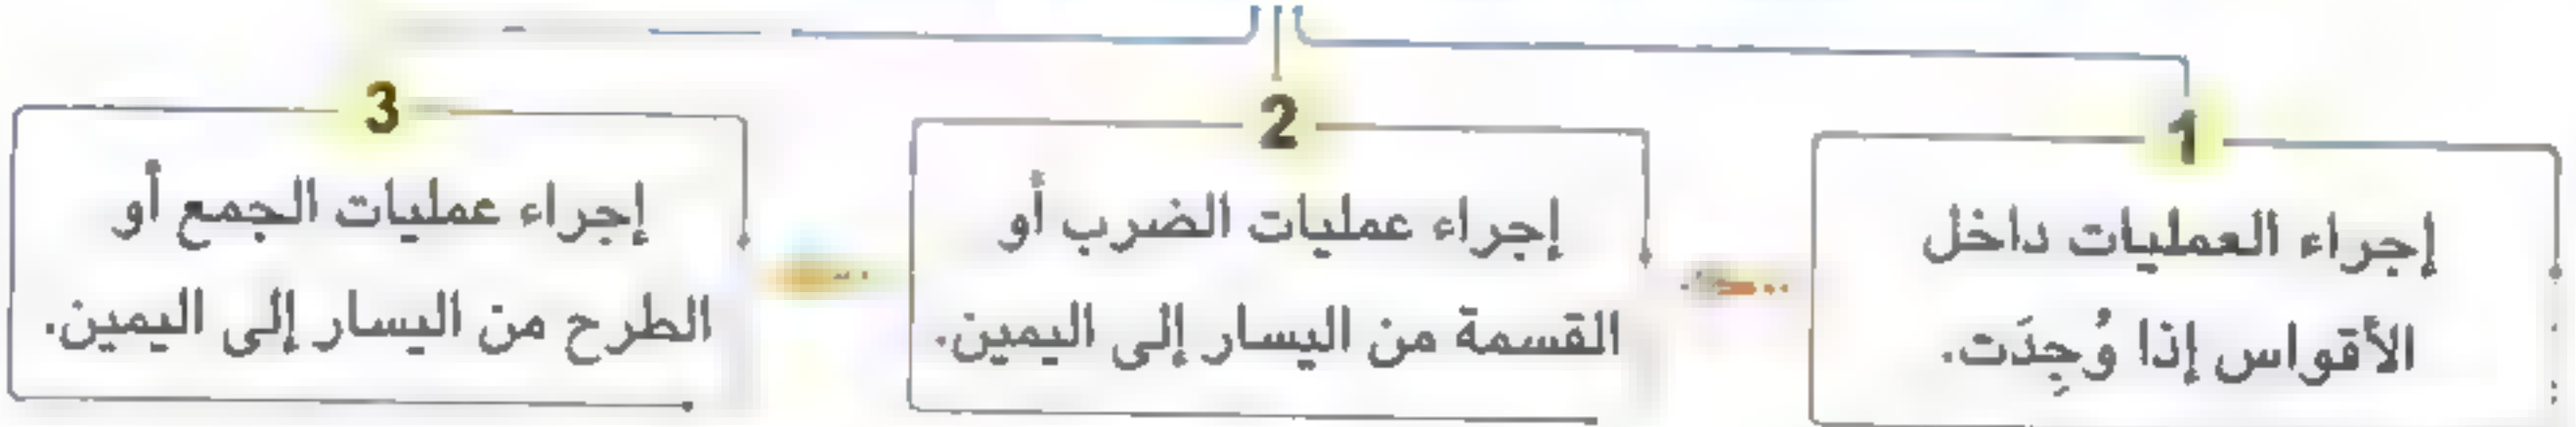 1
إجراء العمليات داخل
الأقواس إذا وُجِدَت.
2
إجراء عمليات الضرب أو
القسمة من اليسار إلى اليمين.
3
إجراء عمليات الجمع أو
الطرح من اليسار إلى اليمين.